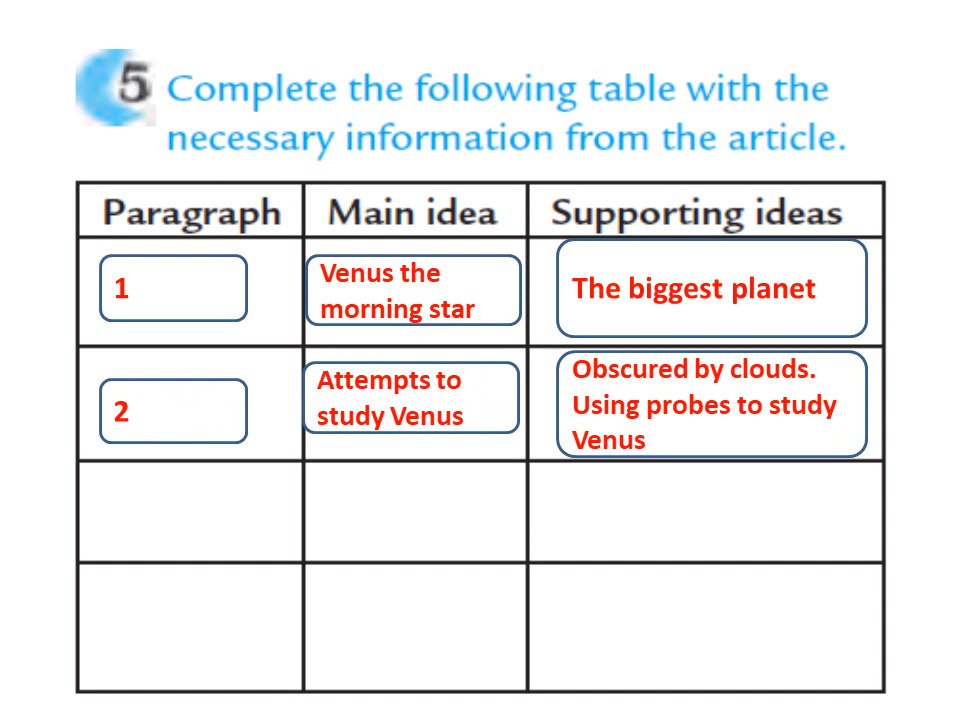 5
Complete the following table with the
necessary information from the article.
Paragraph Main idea Supporting ideas
1
Venus the
morning star
The biggest planet
2
Attempts to
study Venus
Obscured by clouds.
Using probes to study
Venus